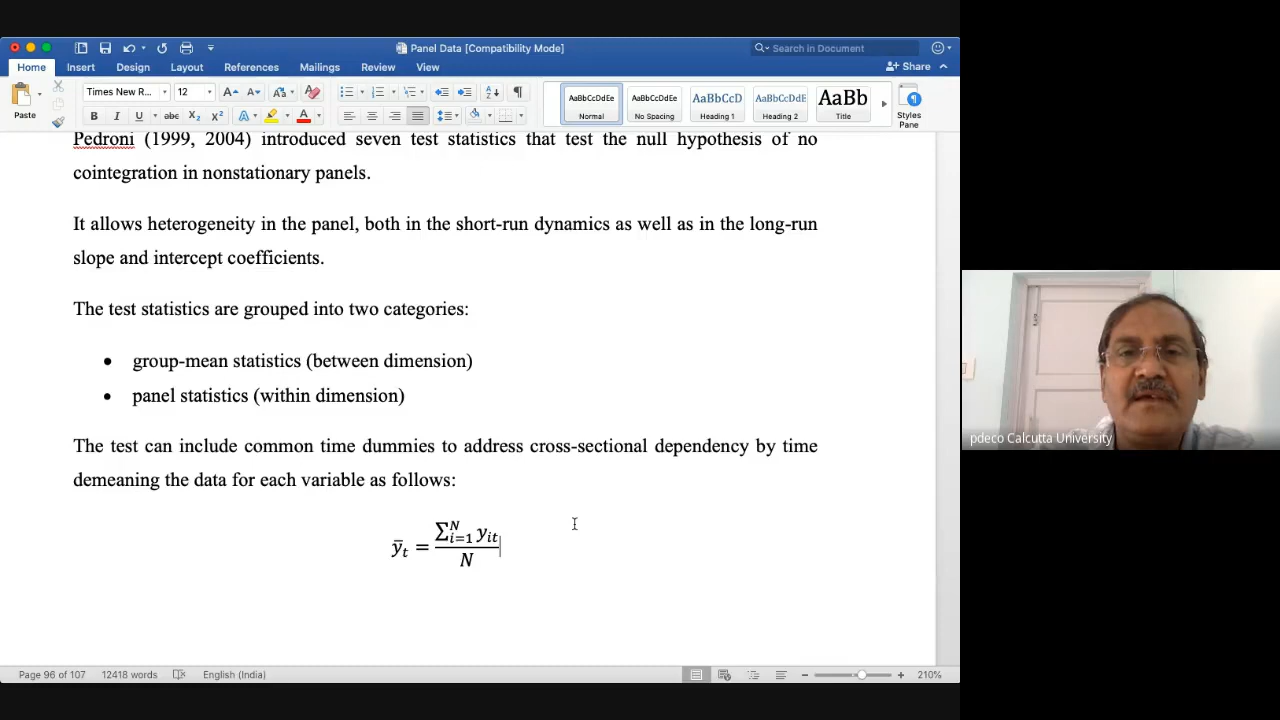 Panel Data [Compatibility Mode]
Search in Document
Home Insert Design Layout References Mailings Review View
Share
Paste
Times New R... 12
B I U abc X₂ X² A A
AaBbCcDdEe AaBbCcDdEe AaBbCcD AaBbCcDdE AaBb
Normal No Spacing Heading 1 Heading 2 Title
Styles
Pane
Pedroni (1999, 2004) introduced seven test statistics that test the null hypothesis of no
cointegration in nonstationary panels.
It allows heterogeneity in the panel, both in the short-run dynamics as well as in the long-run
slope and intercept coefficients.
The test statistics are grouped into two categories:
• group-mean statistics (between dimension)
• panel statistics (within dimension)
The test can include common time dummies to address cross-sectional dependency by time
demeaning the data for each variable as follows:
ȳₜ = ∑ᵢ₌₁ᴺ yᵢₜ / N
pdeco Calcutta University
Page 96 of 107 12418 words English (India) 210%